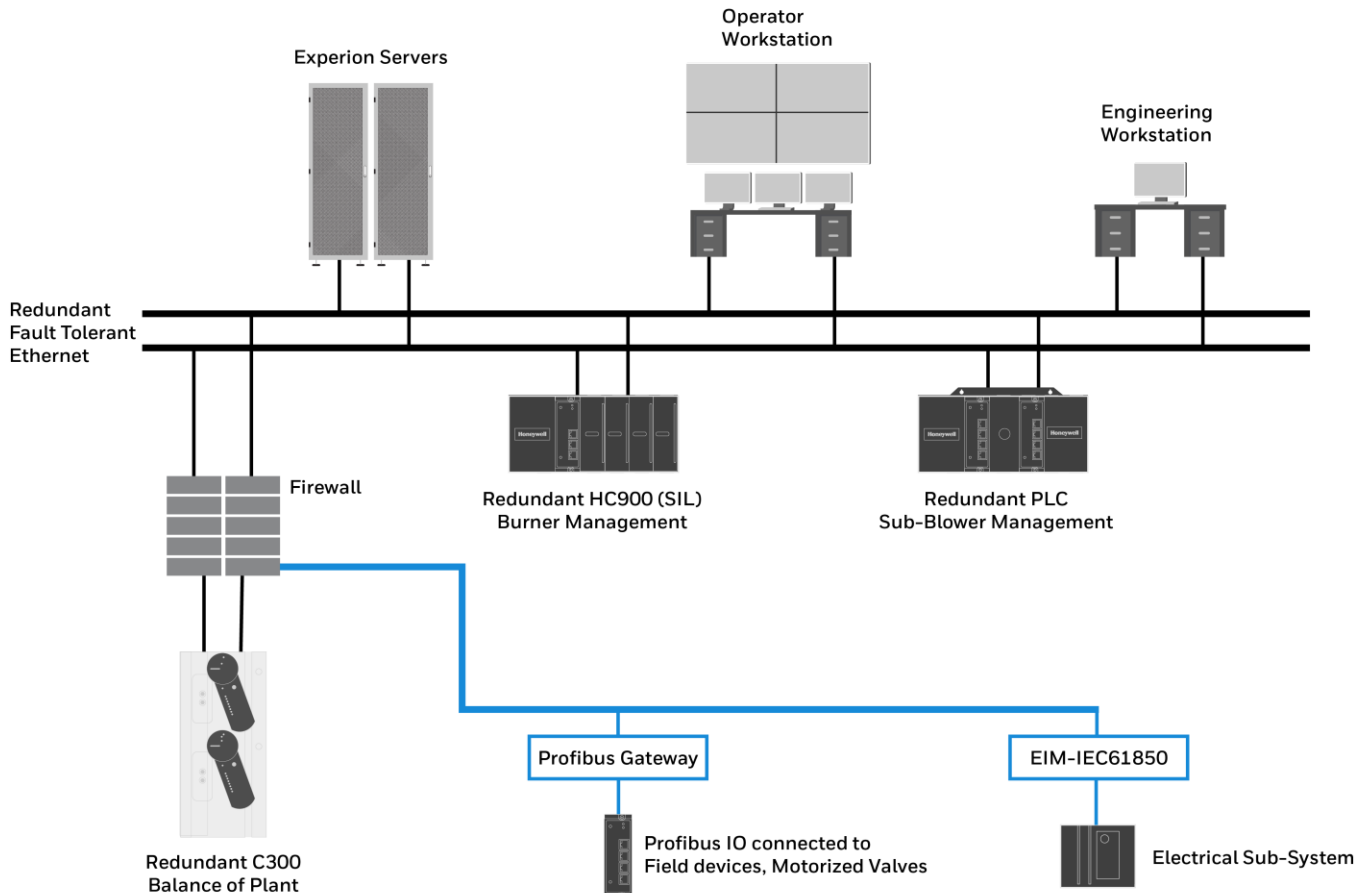 Operator
Workstation
Experion Servers
Engineering
Workstation
Redundant
Fault Tolerant
Ethernet
Honeywell
Honeywell
Honeywell
Firewall
Redundant HC900 (SIL)
Burner Management
Redundant PLC
Sub-Blower Management
Profibus Gateway
EIM-IEC61850
Profibus IO connected to
Field devices, Motorized Valves
Electrical Sub-System
Redundant C300
Balance of Plant